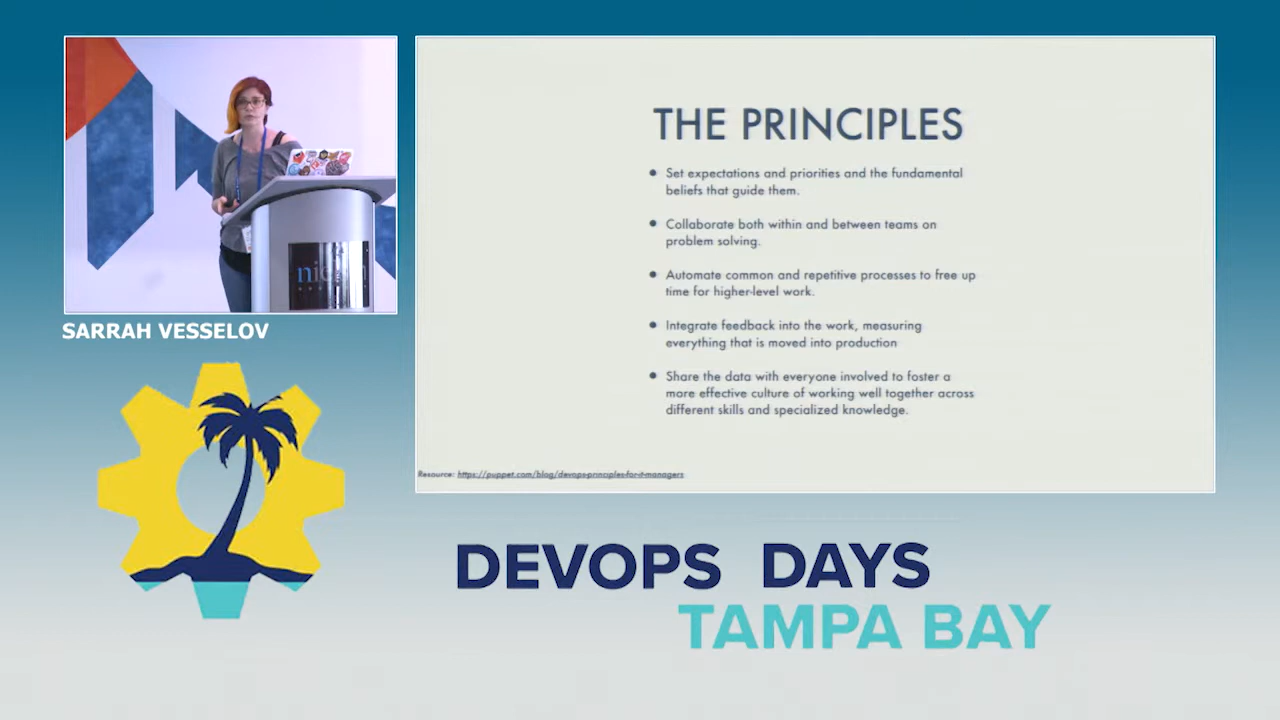 THE PRINCIPLES
Set expectations and priorities and the fundamental
beliefs that guide them.
Collaborate both within and between teams on
problem solving.
Automate common and repetitive processes to free up
time for higher-level work.
Integrate feedback into the work, measuring
everything that is moved into production
Share the data with everyone involved to foster a
more effective culture of working well together across
different skills and specialized knowledge.
Resource: https://puppet.com/blog/devops-principles-for-it-managers
SARRAH VESSELOV
DEVOPS DAYS
TAMPA BAY